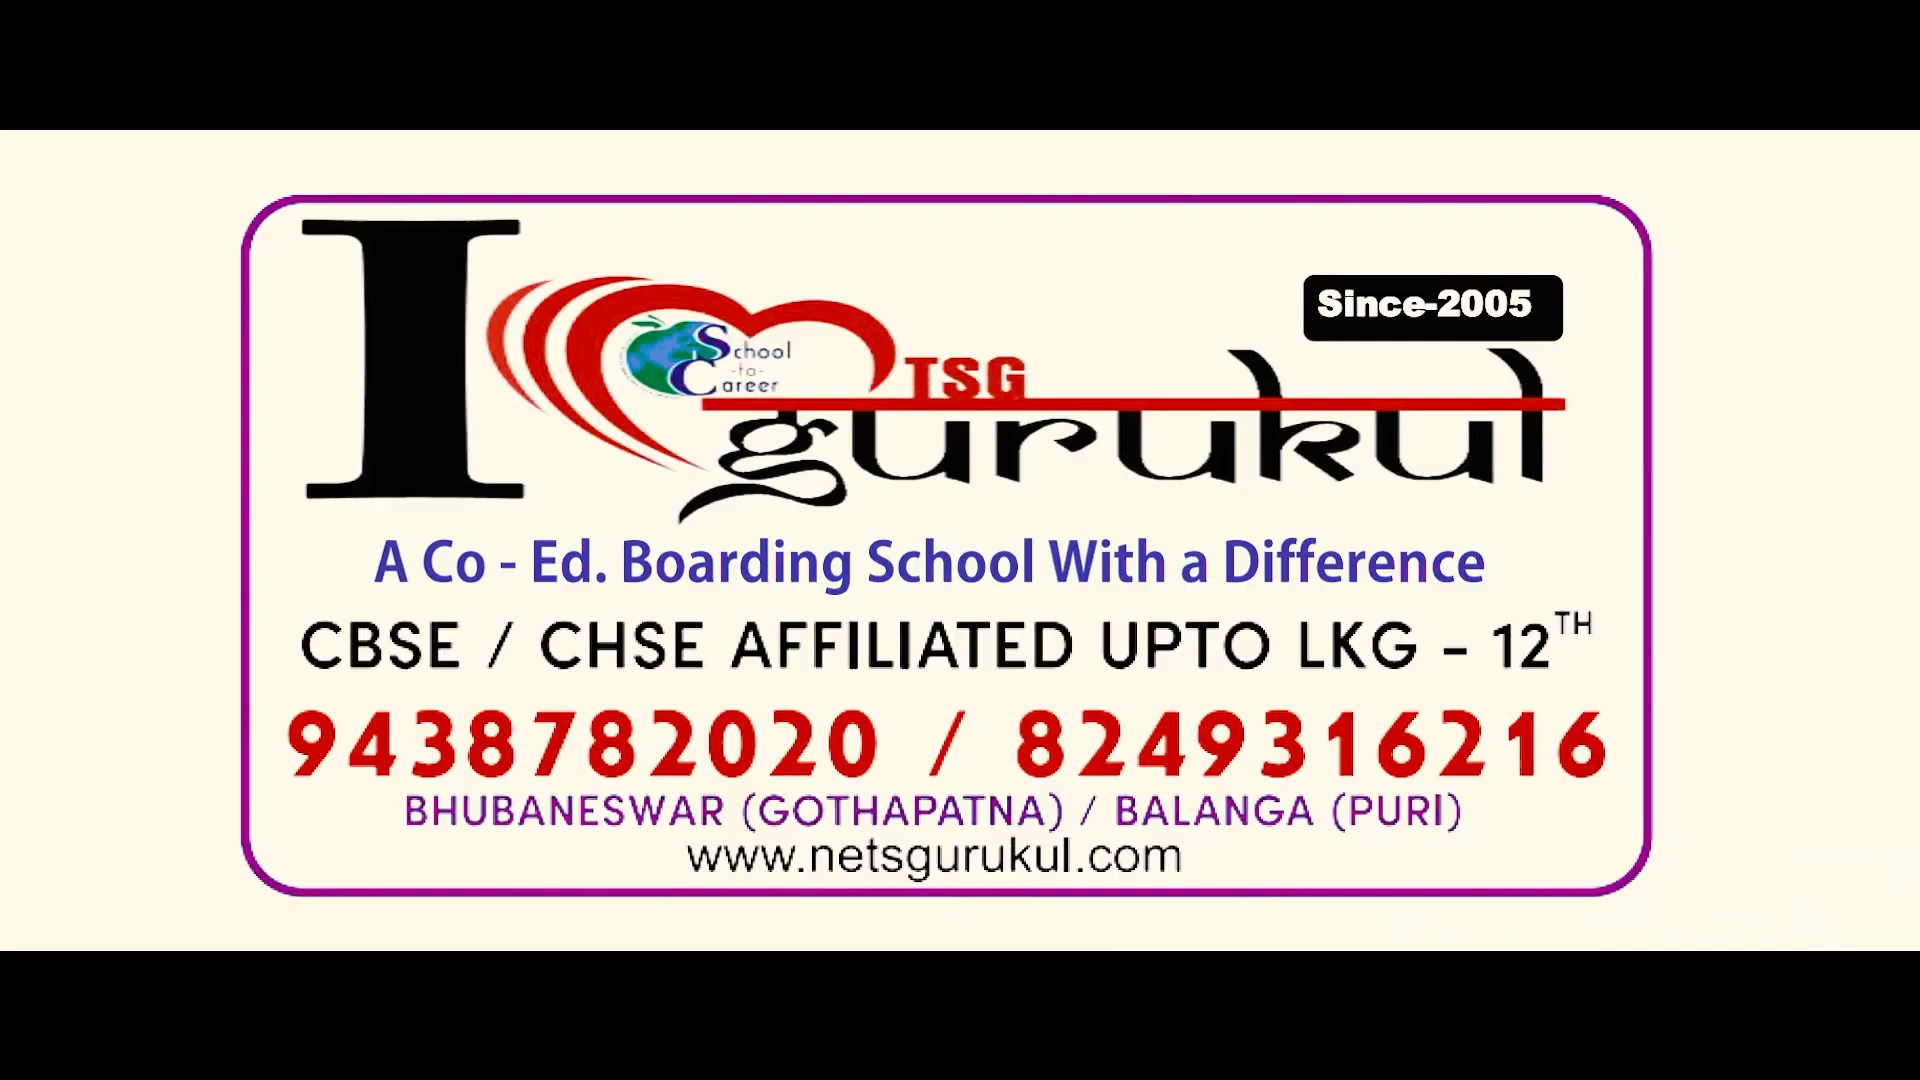 I
Since-2005
School
-to-
Career
TSG
gurukul
A Co - Ed. Boarding School With a Difference
CBSE / CHSE AFFILIATED UPTO LKG - 12TH
9438782020 / 8249316216
BHUBANESWAR (GOTHAPATNA) / BALANGA (PURI)
www.netsgurukul.com